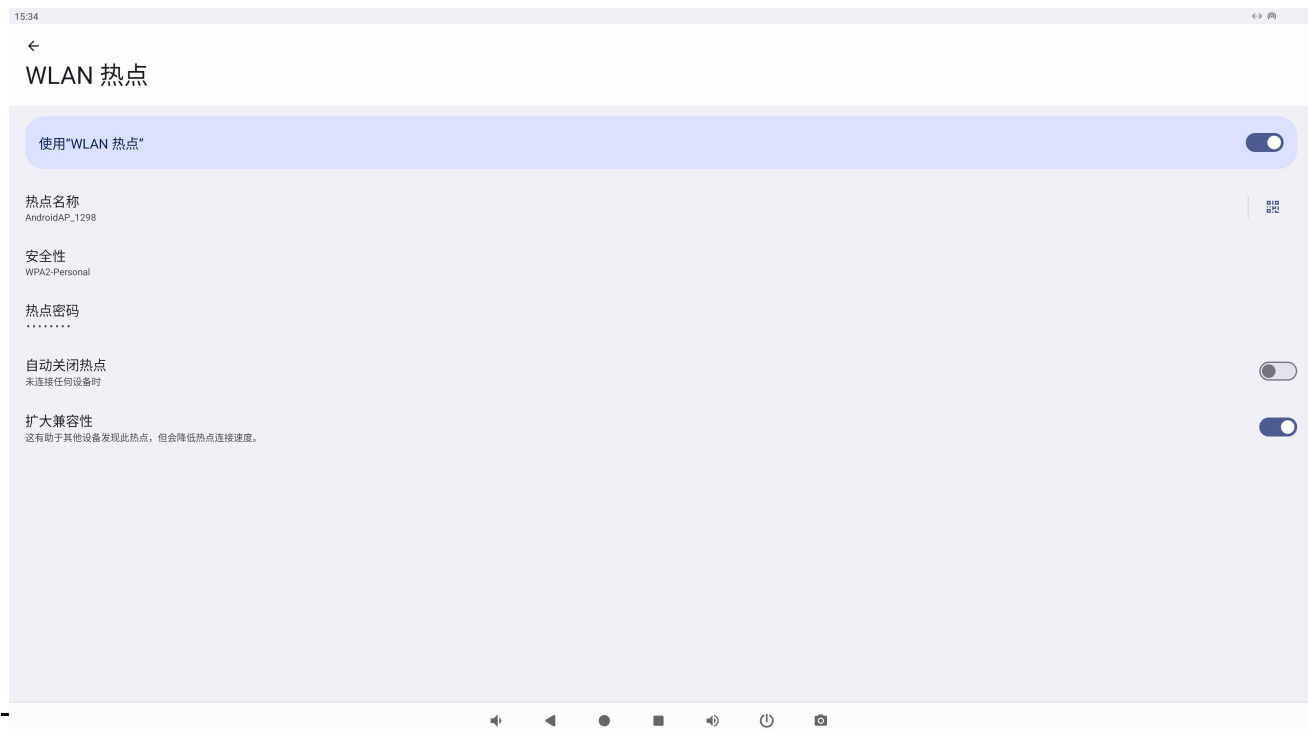 15:34
WLAN 热点
使用“WLAN 热点”
热点名称
AndroidAP_1298
安全性
WPA2-Personal
热点密码
········
自动关闭热点
未连接任何设备时
扩大兼容性
这有助于其他设备发现此热点，但会降低热点连接速度。